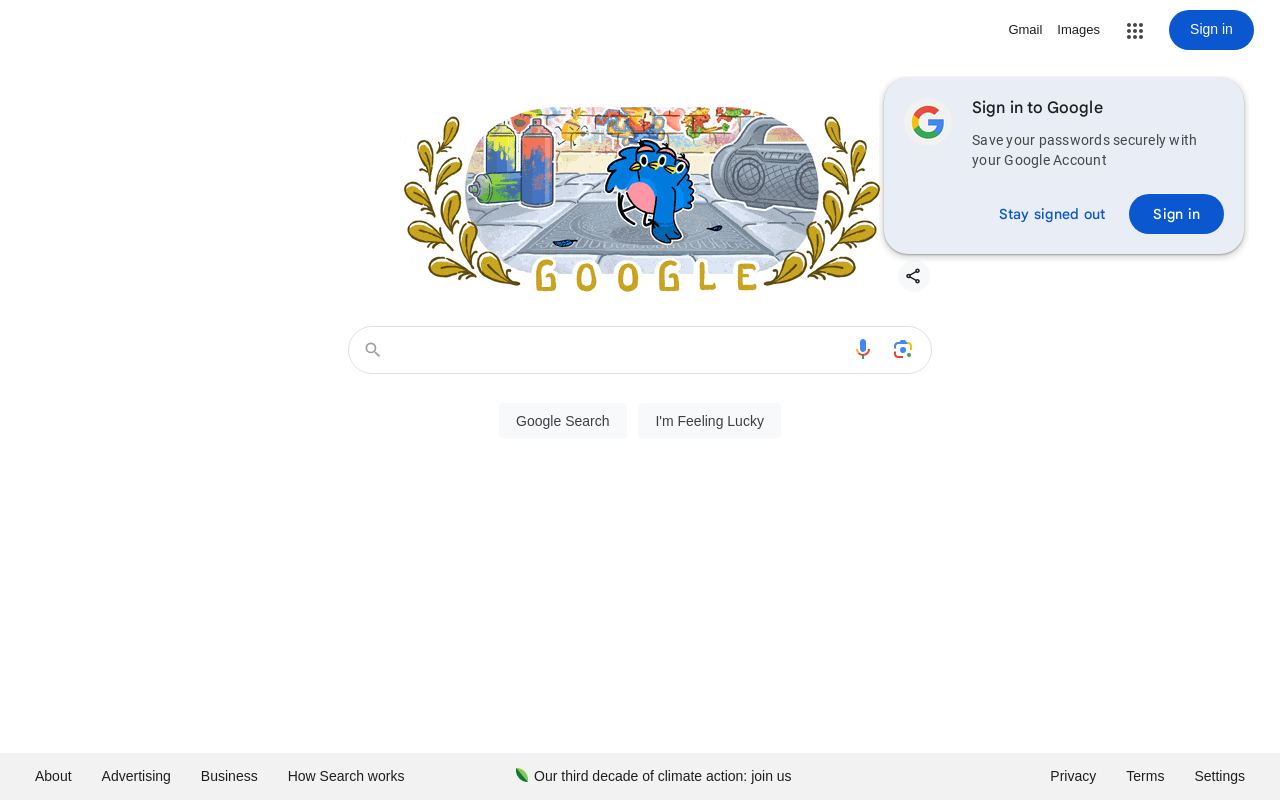 Gmail
Images
Sign in
Sign in to Google
Save your passwords securely with
your Google Account
Stay signed out
Sign in
GOOGLE
Google Search
I'm Feeling Lucky
About
Advertising
Business
How Search works
Our third decade of climate action: join us
Privacy
Terms
Settings